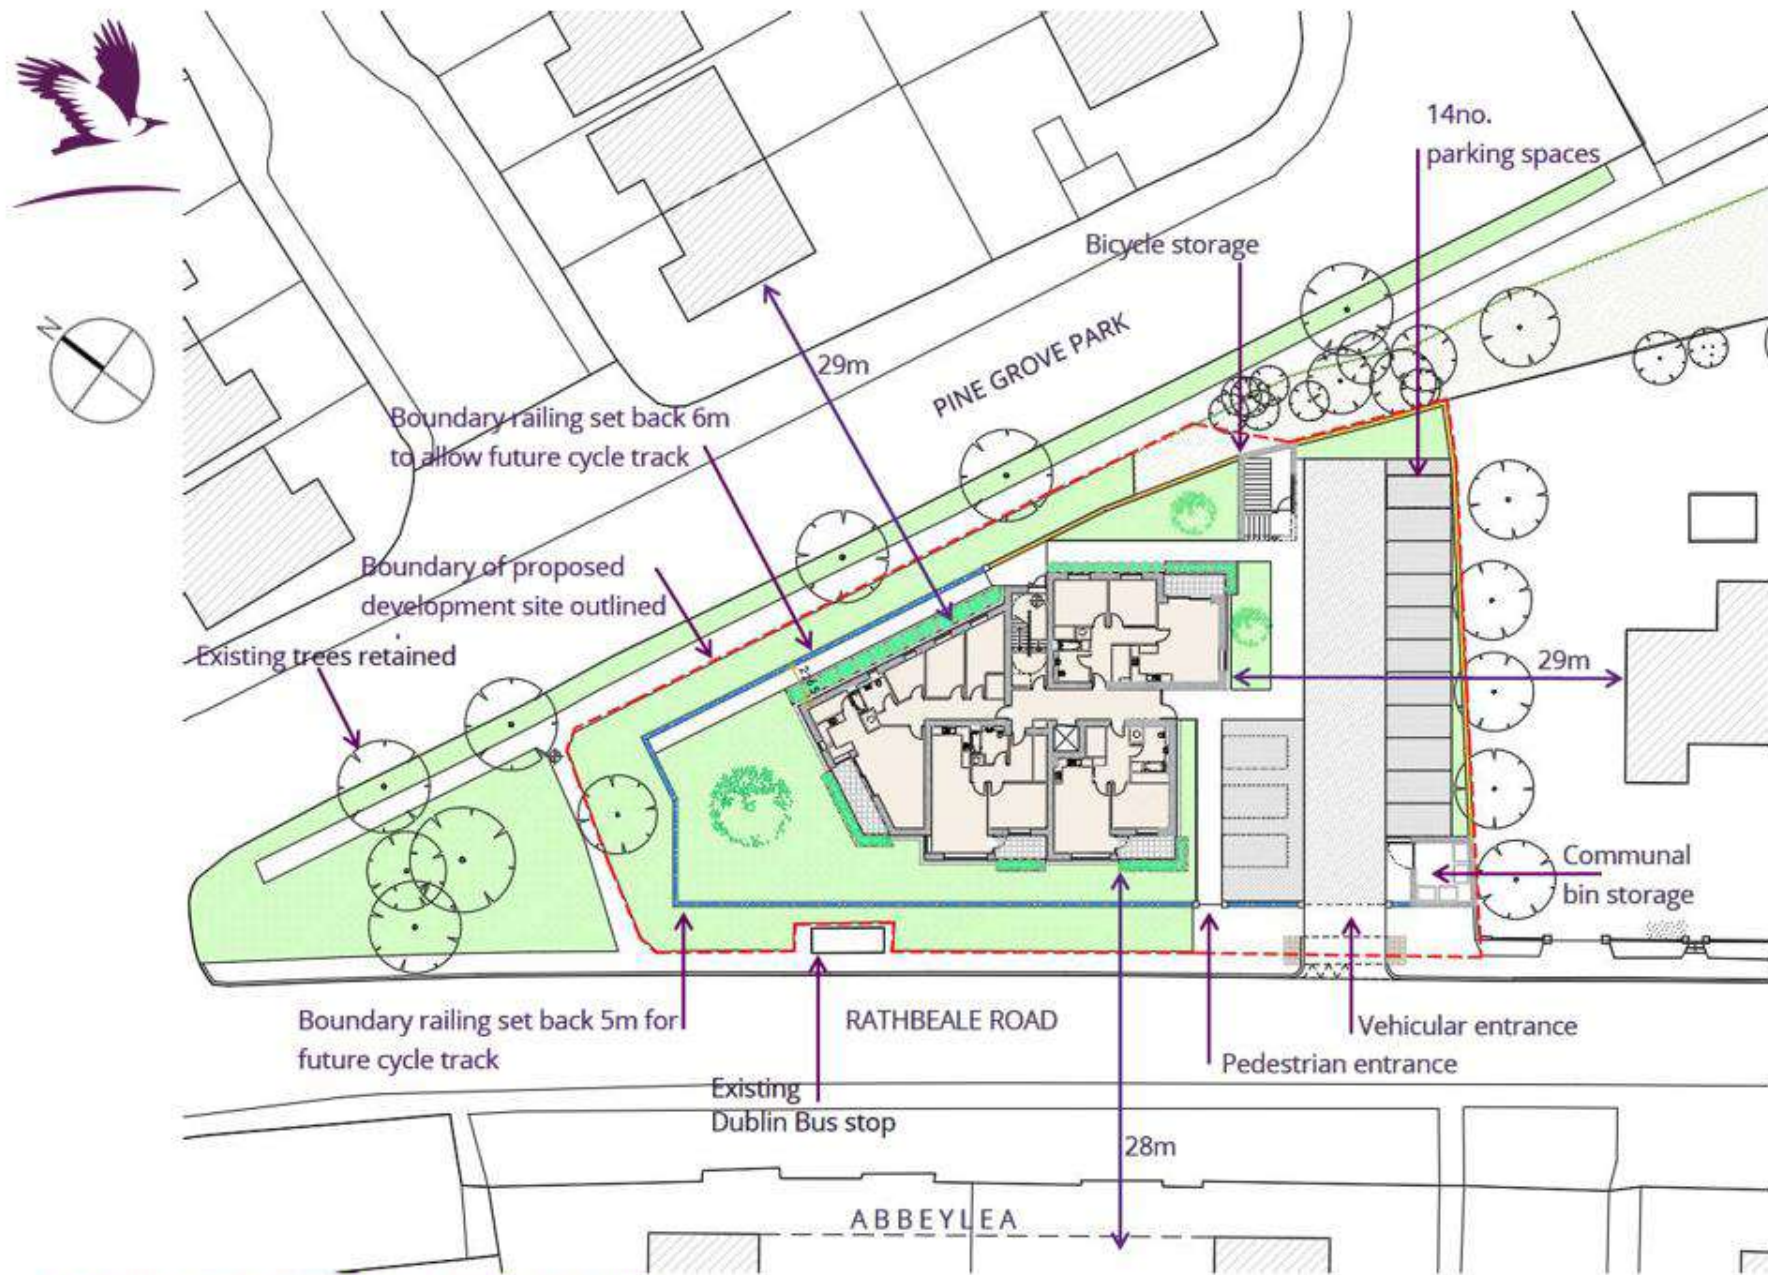 14no.
parking spaces
Bicycle storage
N
PINE GROVE PARK
29m
Boundary railing set back 6m
to allow future cycle track
Boundary of proposed
development site outlined
Existing trees retained
29m
Communal
bin storage
Boundary railing set back 5m for
future cycle track
RATHBEALE ROAD
Vehicular entrance
Pedestrian entrance
Existing
Dublin Bus stop
28m
ABBEYLEA